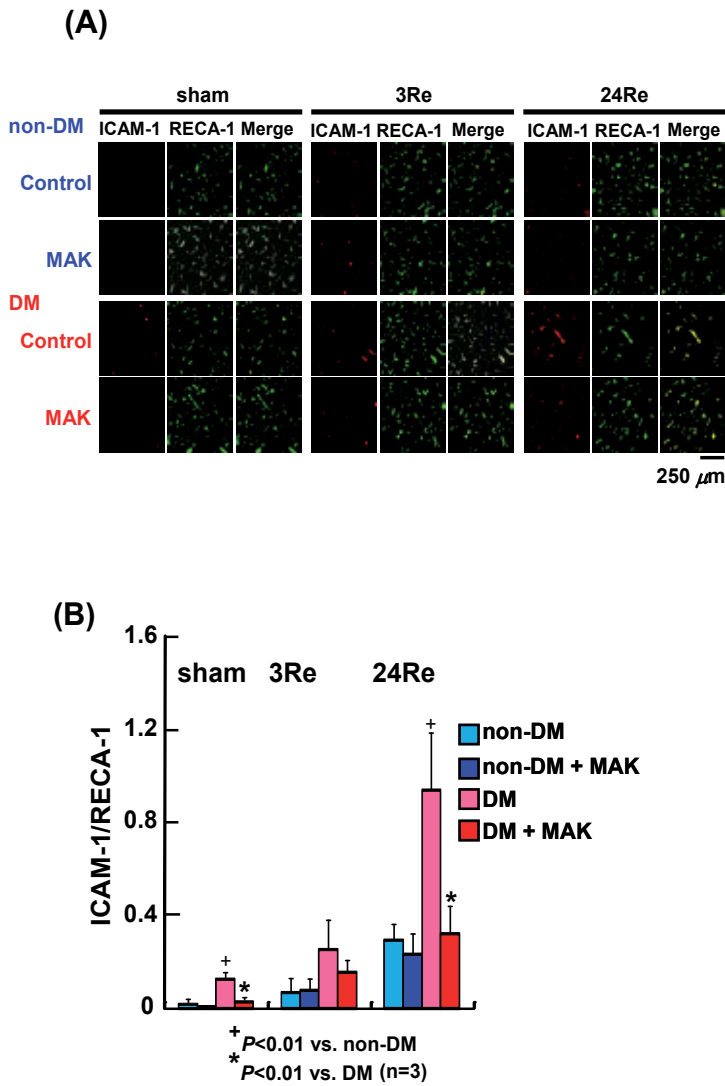 (A)
sham 3Re 24Re
non-DM ICAM-1 RECA-1 Merge ICAM-1 RECA-1 Merge ICAM-1 RECA-1 Merge
Control
MAK
DM
Control
MAK
250 μm
(B)
1.6
sham 3Re 24Re
1.2
+
non-DM
non-DM + MAK
0.8
DM
DM + MAK
ICAM-1/RECA-1
0.4
*
+
*
0
+P<0.01 vs. non-DM
*P<0.01 vs. DM (n=3)